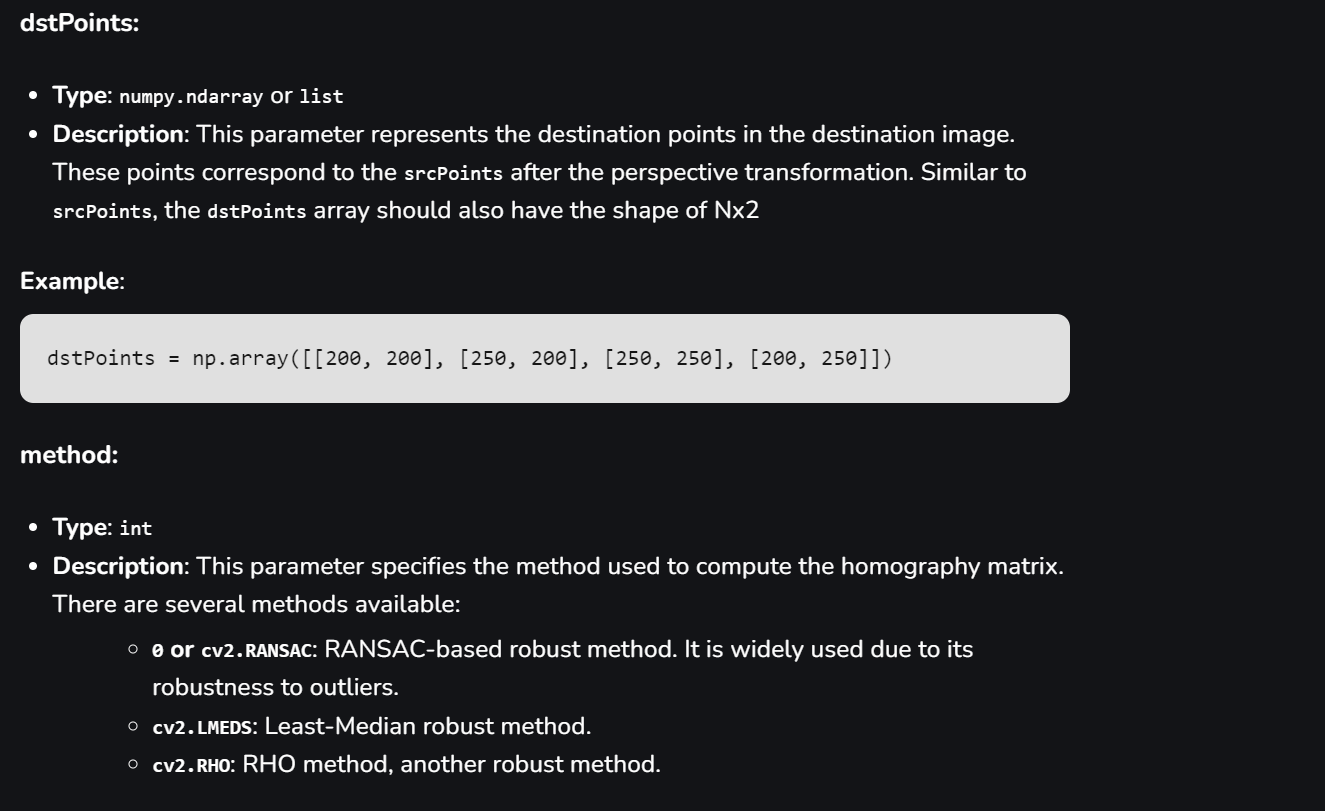 dstPoints:
Type: numpy.ndarray or list
Description: This parameter represents the destination points in the destination image.
These points correspond to the srcPoints after the perspective transformation. Similar to
srcPoints, the dstPoints array should also have the shape of Nx2
Example:
dstPoints = np.array([[200, 200], [250, 200], [250, 250], [200, 250]])
method:
Type: int
Description: This parameter specifies the method used to compute the homography matrix.
There are several methods available:
0 or cv2.RANSAC: RANSAC-based robust method. It is widely used due to its
robustness to outliers.
cv2.LMEDS: Least-Median robust method.
cv2.RHO: RHO method, another robust method.